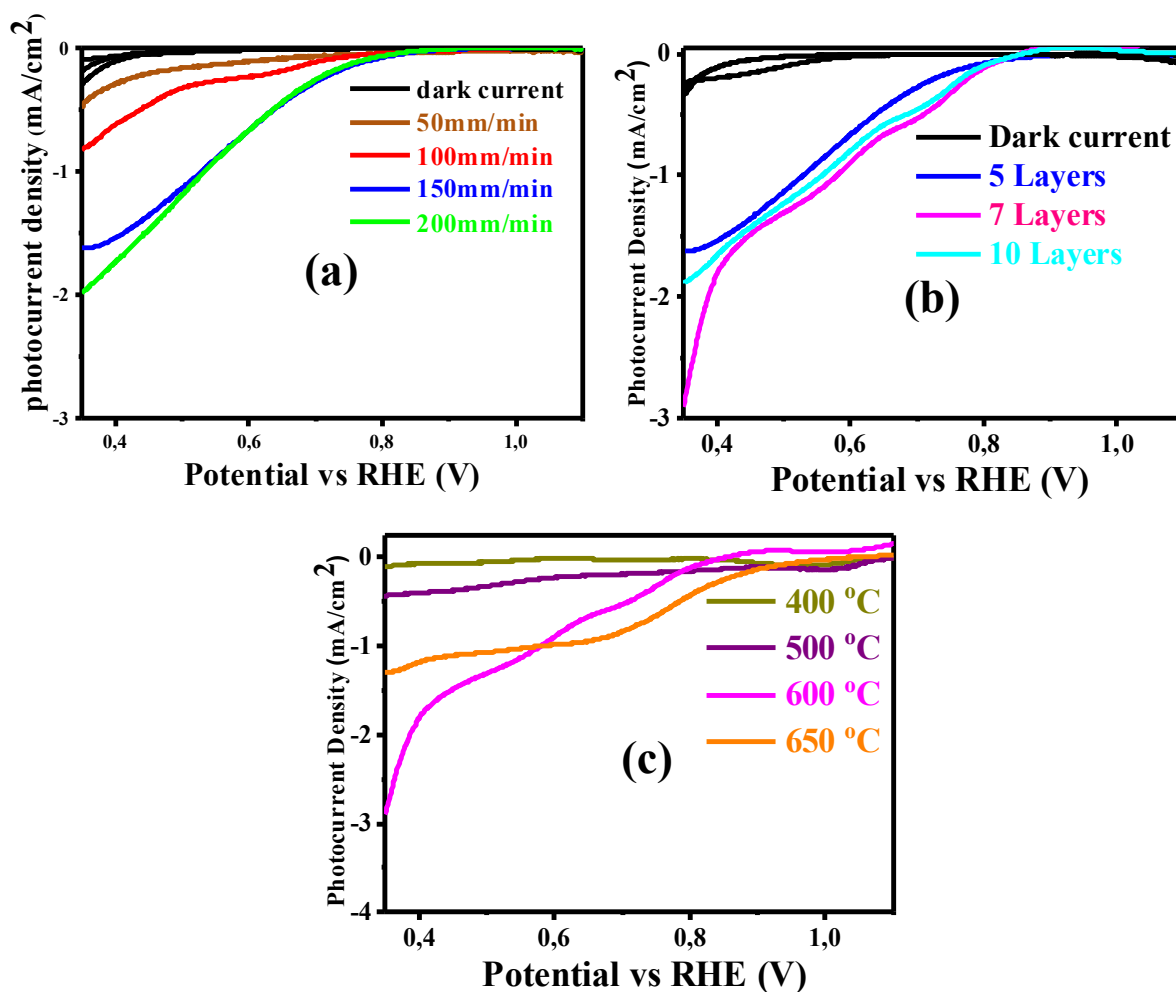 photocurrent density (mA/cm2)
0
-1
-2
-3
dark current
50mm/min
100mm/min
150mm/min
200mm/min
(a)
0,4
0,6
0,8
1,0
Potential vs RHE (V)
Photocurrent Density (mA/cm2)
0
-1
-2
-3
Dark current
5 Layers
7 Layers
10 Layers
(b)
0,4
0,6
0,8
1,0
Potential vs RHE (V)
Photocurrent Density (mA/cm2)
0
-1
-2
-3
-4
400 oC
500 oC
600 oC
650 oC
(c)
0,4
0,6
0,8
1,0
Potential vs RHE (V)